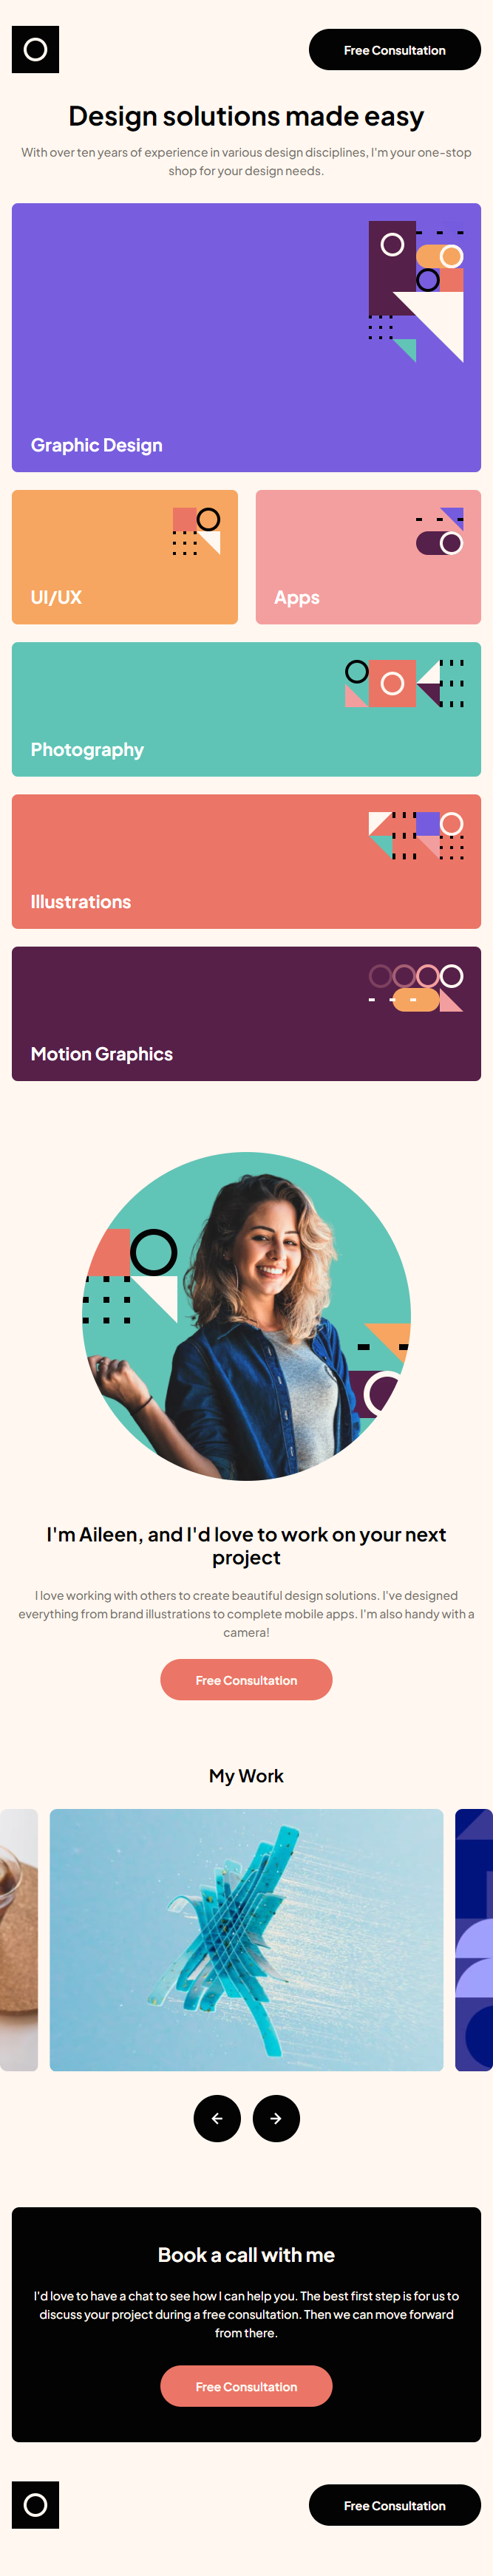 Free Consultation
Design solutions made easy
With over ten years of experience in various design disciplines, I'm your one-stop
shop for your design needs.
Graphic Design
UI/UX
Apps
Photography
Illustrations
Motion Graphics
I'm Aileen, and I'd love to work on your next
project
I love working with others to create beautiful design solutions. I've designed
everything from brand illustrations to complete mobile apps. I'm also handy with a
camera!
Free Consultation
My Work
Book a call with me
I'd love to have a chat to see how I can help you. The best first step is for us to
discuss your project during a free consultation. Then we can move forward
from there.
Free Consultation
Free Consultation